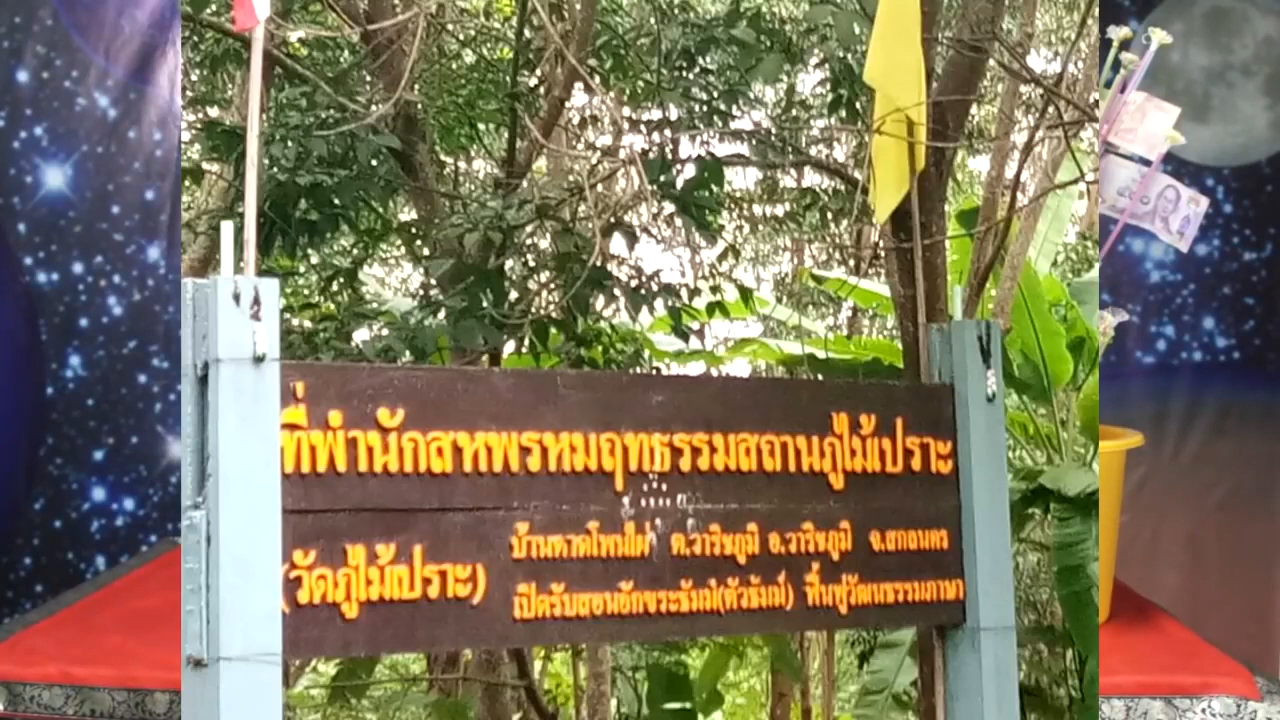 ที่พำนักสหพรหมฤทธูรรมสถานภูไม้เปราะ
(วัดภูไม้เปราะ)
บ้านตาดโพนไผ่ ต.วาริชภูมิ อ.วาริชภูมิ จ.สกลนคร
เปิดรับสอนอักขระธัมม์(ตัวธัมม์) ฟื้นฟูวัฒนธรรมภาษา